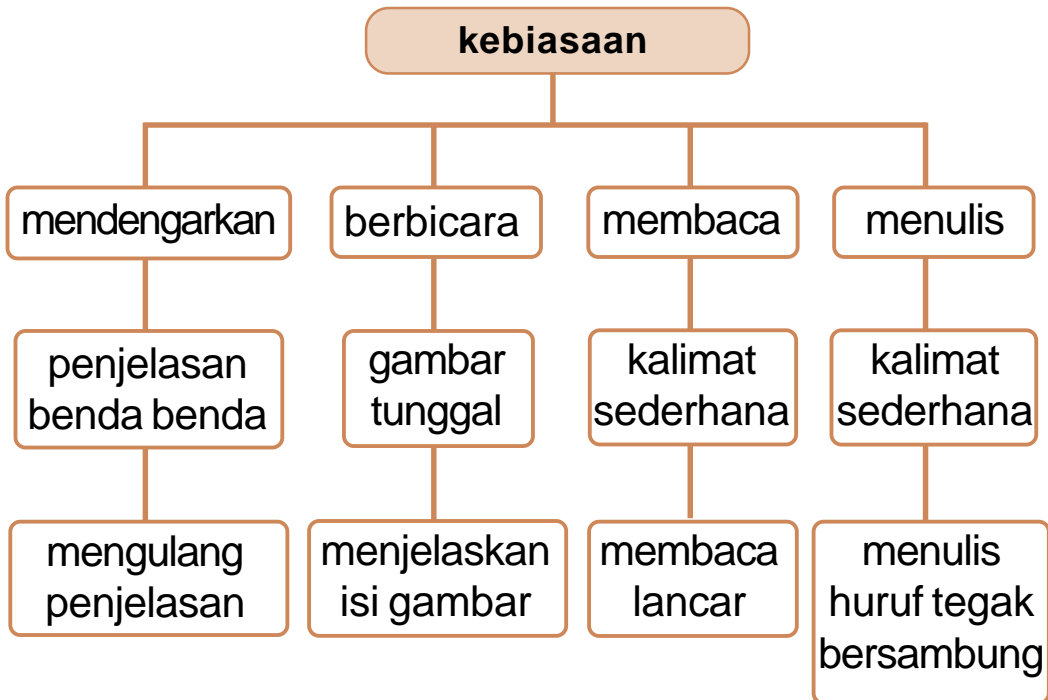 kebiasaan
mendengarkan
berbicara
membaca
menulis
penjelasan
benda benda
gambar
tunggal
kalimat
sederhana
kalimat
sederhana
mengulang
penjelasan
menjelaskan
isi gambar
membaca
lancar
menulis
huruf tegak
bersambung